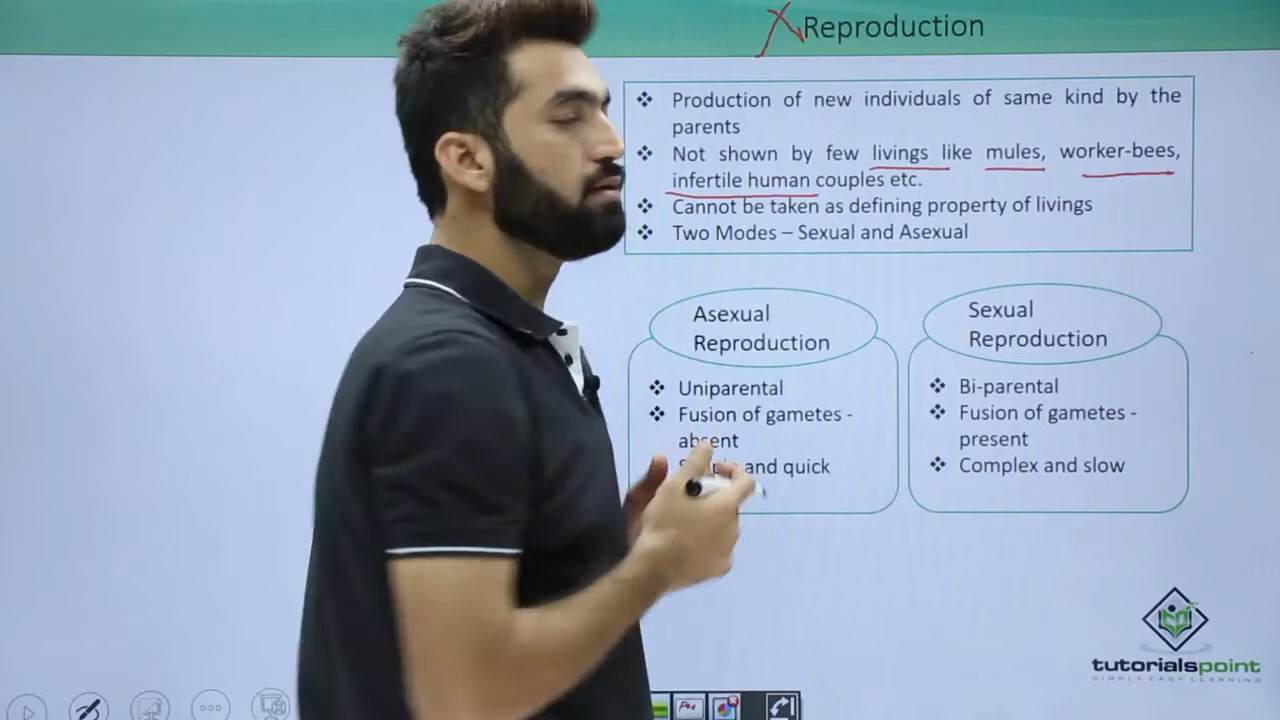 Reproduction
❖ Production of new individuals of same kind by the
parents
❖ Not shown by few livings like mules, worker-bees,
infertile human couples etc.
❖ Cannot be taken as defining property of livings
❖ Two Modes – Sexual and Asexual
Asexual
Reproduction
❖ Uniparental
❖ Fusion of gametes -
absent
and quick
Sexual
Reproduction
❖ Bi-parental
❖ Fusion of gametes -
present
❖ Complex and slow
tutorialspoint
SIMPLY EASY LEARNING